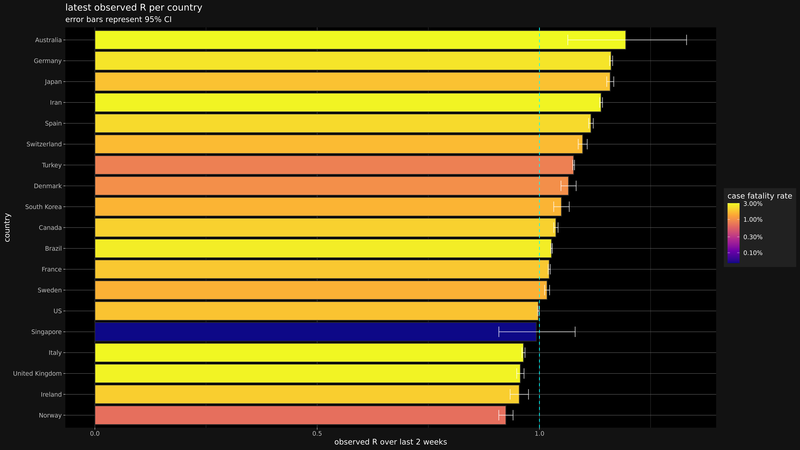 latest observed R per country
error bars represent 95% CI
country
Australia
Germany
Japan
Iran
Spain
Switzerland
Turkey
Denmark
South Korea
Canada
Brazil
France
Sweden
US
Singapore
Italy
United Kingdom
Ireland
Norway
0.0 0.5 1.0
observed R over last 2 weeks
case fatality rate
3.00%
1.00%
0.30%
0.10%